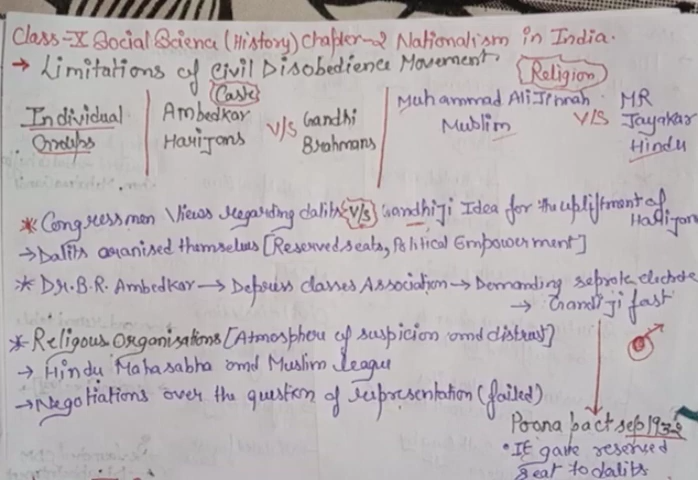 Class-X Social Science (History) Chapter-2 Nationalism in India.
→ Limitations of Civil Disobedience Movement.
Caste
Religion
Individual
Groups
Ambedkar
Harijans
V/S
Gandhi
Brahmans
Muhammad Ali Jinnah
Muslim
V/S
MR
Jayakar
Hindu
* Congressmen Views regarding dalits V/S Gandhiji Idea for the upliftment of
Harijan
→ Dalits organised themselves [Reserved seats, Political Empowerment]
* Dr. B.R. Ambedkar → Depress classes Association → Demanding seprate
→ Gandiji fast
* Religous Organisations [Atmosphere of suspicion and distrust]
→ Hindu Mahasabha and Muslim league
→ Negotiations over the question of representation (failed)
Poona pact sep 1932
• It gave reserved
seat to dalits